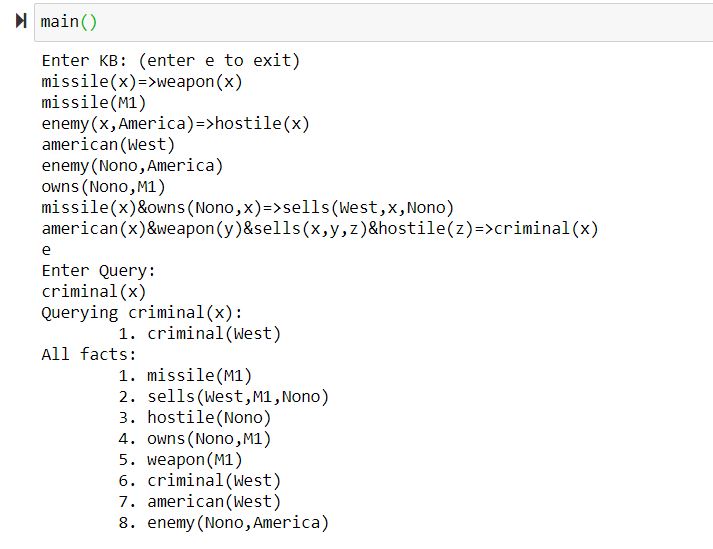 main()
Enter KB: (enter e to exit)
missile(x)=>weapon(x)
missile(M1)
enemy(x,America)=>hostile(x)
american(West)
enemy(Nono,America)
owns(Nono,M1)
missile(x)&owns(Nono,x)=>sells(West,x,Nono)
american(x)&weapon(y)&sells(x,y,z)&hostile(z)=>criminal(x)
e
Enter Query:
criminal(x)
Querying criminal(x):
1. criminal(West)
All facts:
1. missile(M1)
2. sells(West,M1,Nono)
3. hostile(Nono)
4. owns(Nono,M1)
5. weapon(M1)
6. criminal(West)
7. american(West)
8. enemy(Nono,America)